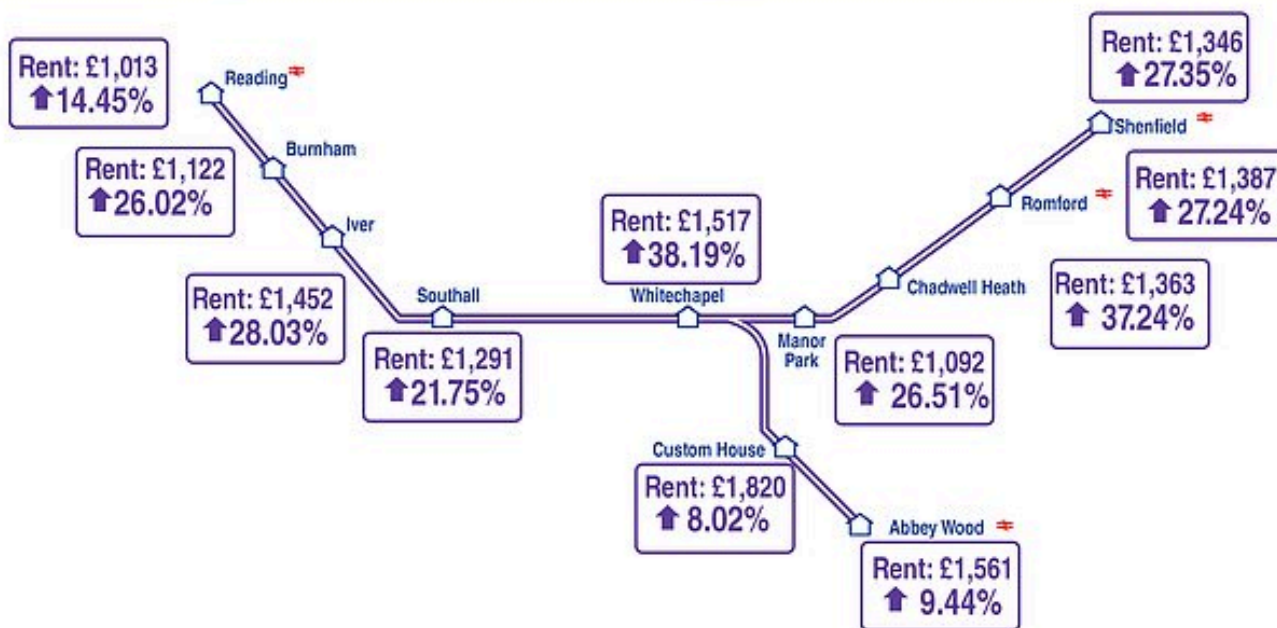 Rent: £1,013
14.45%
Reading
Rent: £1,122
26.02%
Burnham
Rent: £1,452
28.03%
Iver
Rent: £1,291
21.75%
Southall
Rent: £1,517
38.19%
Whitechapel
Manor
Park
Rent: £1,092
26.51%
Chadwell Heath
Rent: £1,363
37.24%
Romford
Rent: £1,387
27.24%
Shenfield
Rent: £1,346
27.35%
Custom House
Rent: £1,820
8.02%
Abbey Wood
Rent: £1,561
9.44%